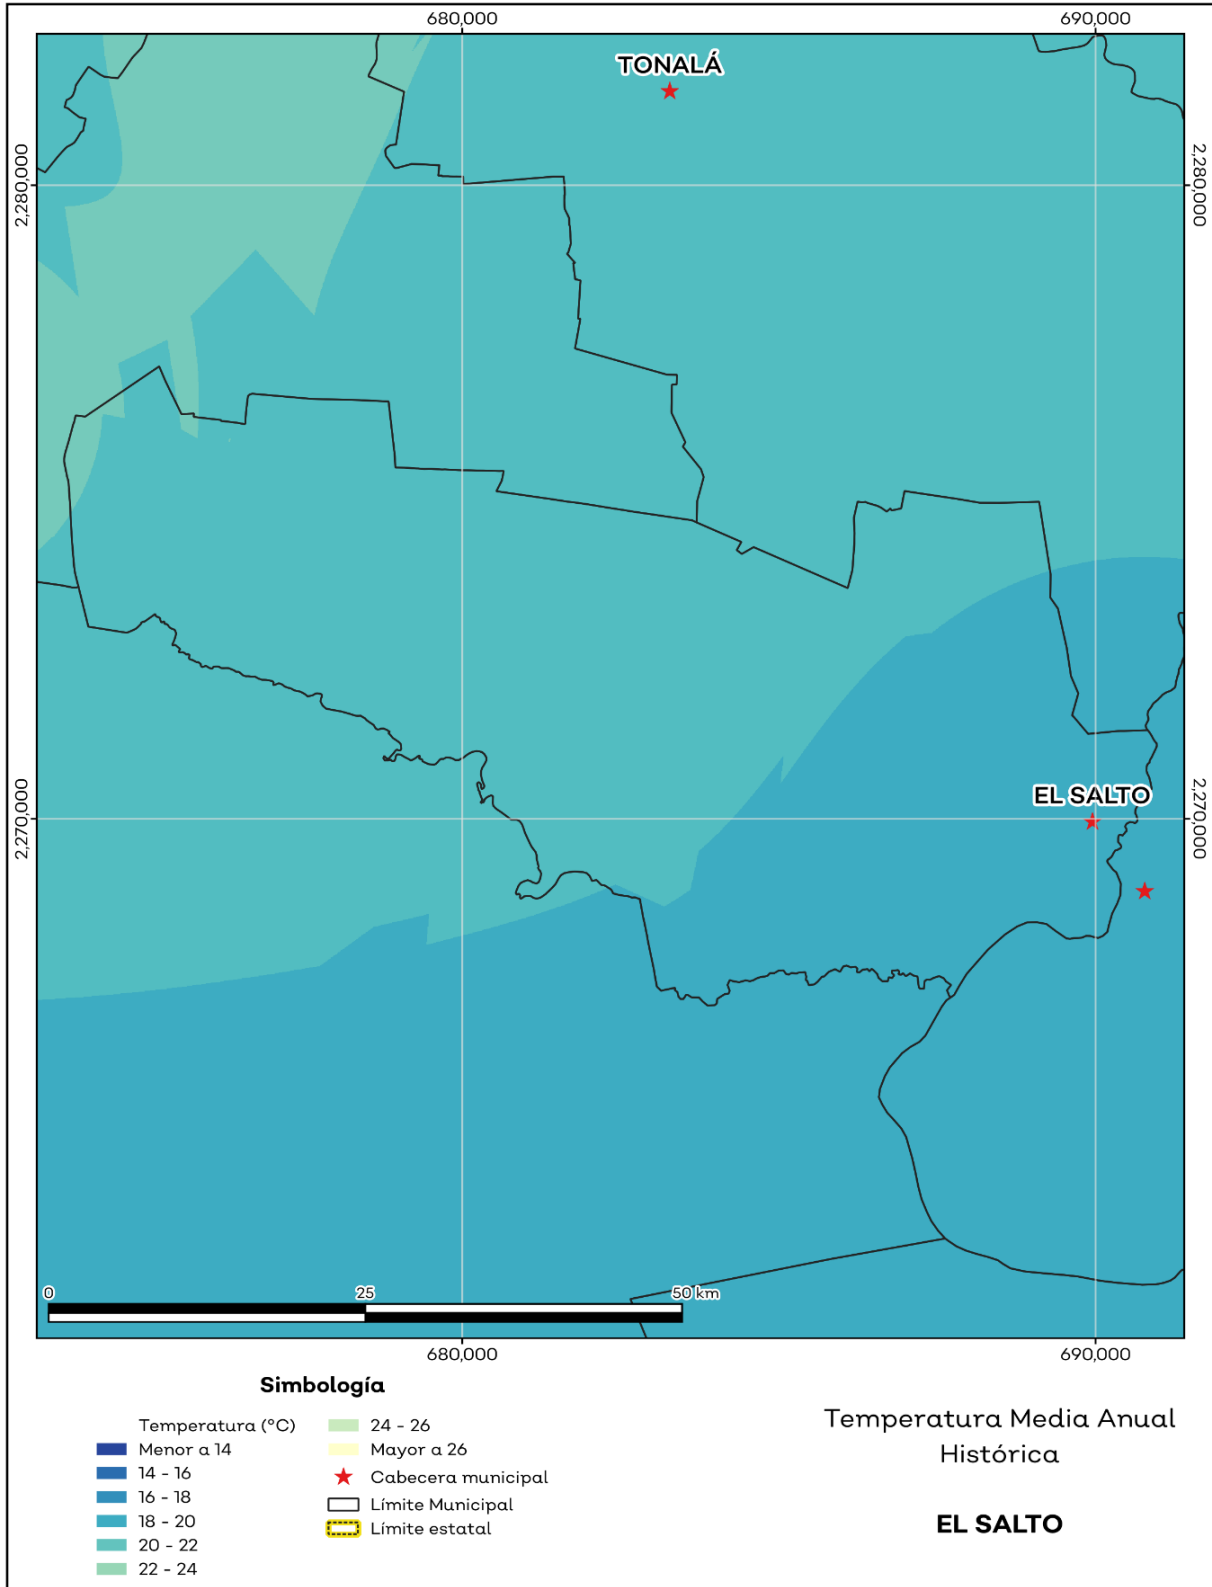 680,000
690,000
TONALÁ
2,280,000
2,280,000
EL SALTO
2,270,000
2,270,000
0
25
50 km
680,000
690,000
Simbología
Temperatura (°C)
Menor a 14
14 - 16
16 - 18
18 - 20
20 - 22
22 - 24
24 - 26
Mayor a 26
Cabecera municipal
Límite Municipal
Límite estatal
Temperatura Media Anual
Histórica
EL SALTO